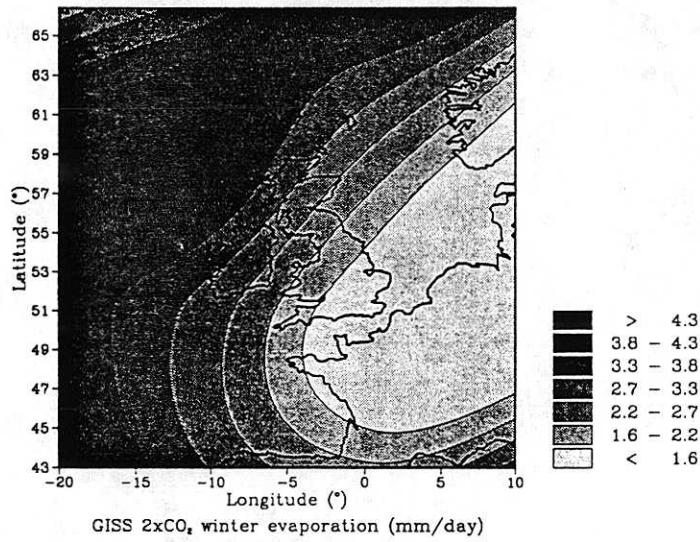 65
63
61
59
57
55
53
51
49
47
45
43
Latitude (°)
-20 -15 -10 -5 0 5 10
Longitude (°)
GISS 2xCO₂ winter evaporation (mm/day)
> 4.3
3.8 – 4.3
3.3 – 3.8
2.7 – 3.3
2.2 – 2.7
1.6 – 2.2
< 1.6